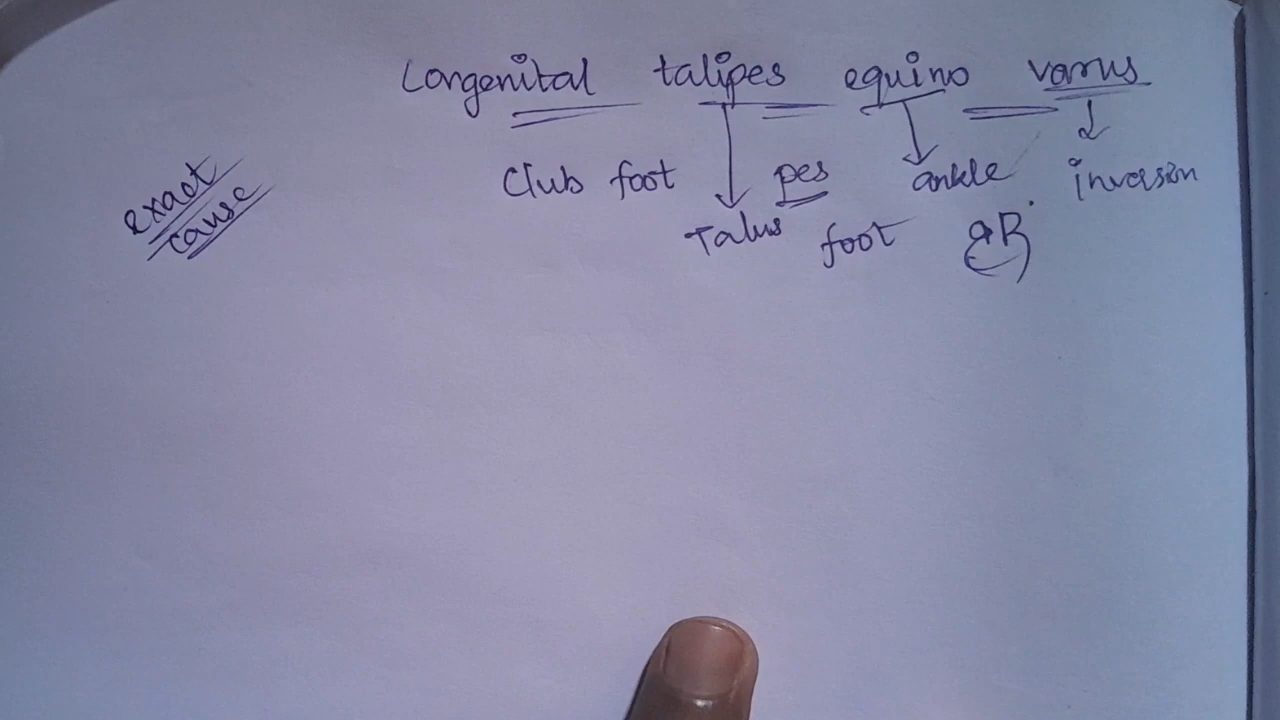 Congenital talipes equino varus
Club foot pes ankle inversion
Talus foot
exact
cause